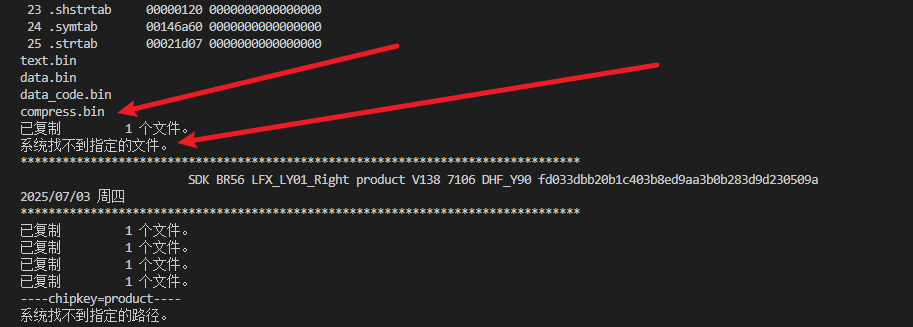 23 .shstrtab     00000120 0000000000000000
24 .symtab       00146a60 0000000000000000
25 .strtab       00021d07 0000000000000000
text.bin
data.bin
data_code.bin
compress.bin
已复制         1 个文件。
系统找不到指定的文件。
********************************************************************************
SDK BR56 LFX_LY01_Right product V138 7106 DHF_Y90 fd033dbb20b1c403b8ed9aa3b0b283d9d230509a
2025/07/03 周四
********************************************************************************
已复制         1 个文件。
已复制         1 个文件。
已复制         1 个文件。
已复制         1 个文件。
----chipkey=product----
系统找不到指定的路径。